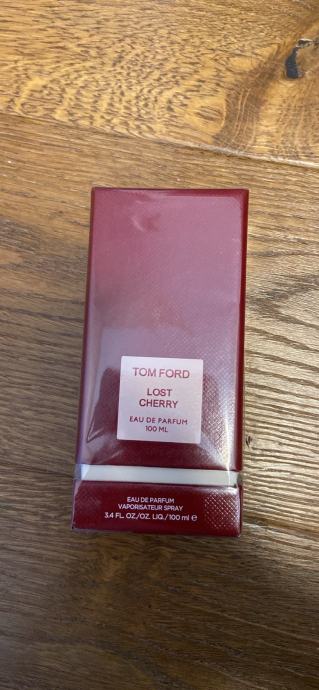 TOM FORD
LOST
CHERRY
EAU DE PARFUM
100 ML
EAU DE PARFUM
VAPORISATEUR SPRAY
3.4 FL. OZ./OZ. LIQ./100 ml ℮